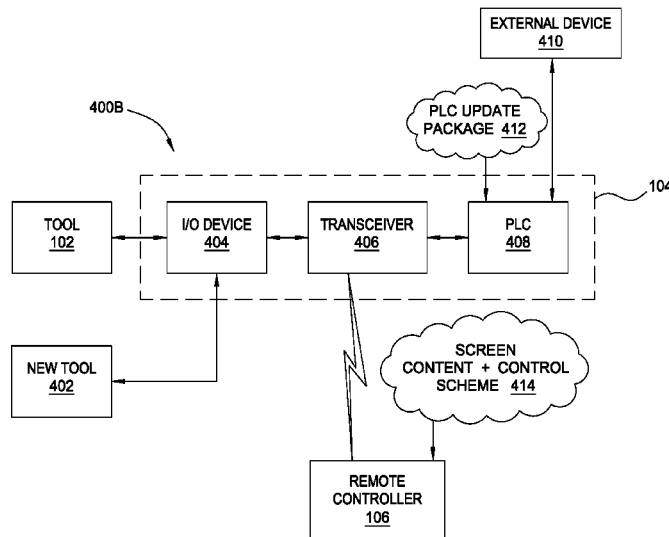 EXTERNAL DEVICE
410
400B
PLC UPDATE
PACKAGE 412
104
TOOL
102
I/O DEVICE
404
TRANSCEIVER
406
PLC
408
NEW TOOL
402
SCREEN
CONTENT + CONTROL
SCHEME 414
REMOTE
CONTROLLER
106